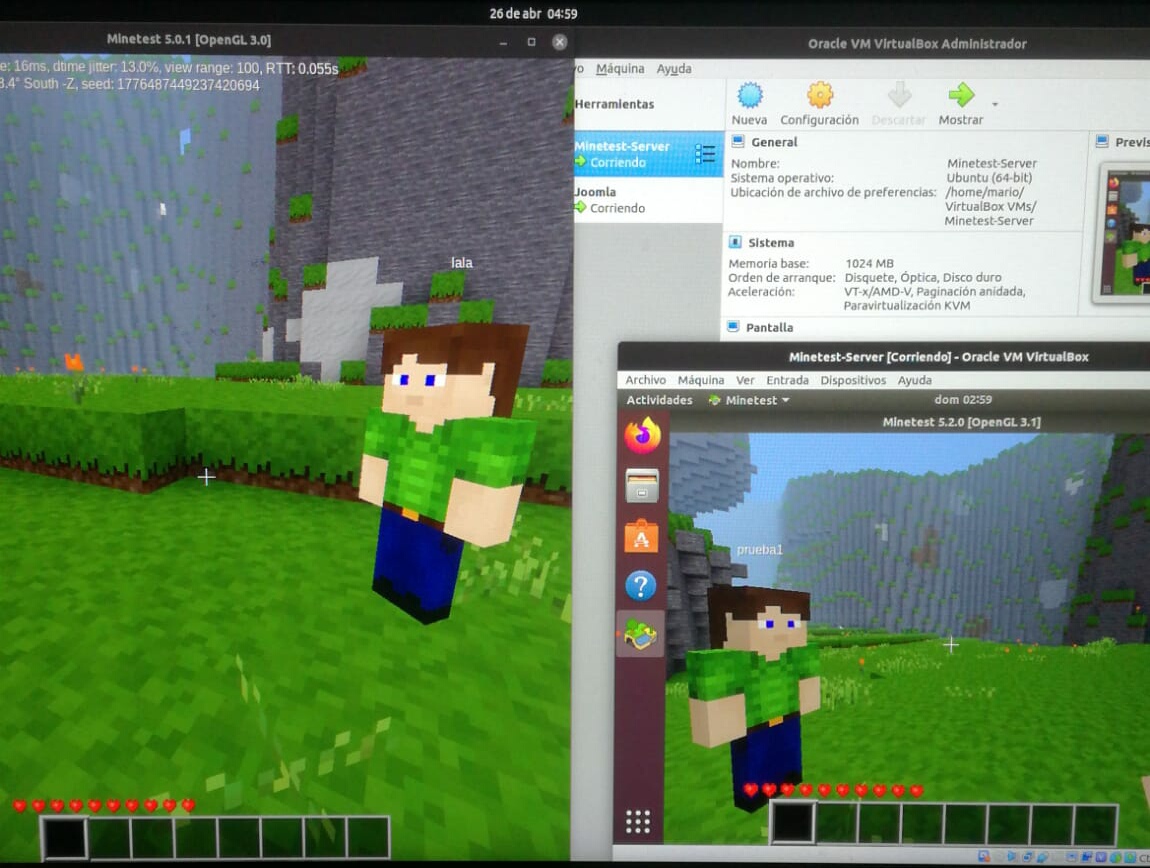 26 de abr 04:59
Minetest 5.0.1 [OpenGL 3.0]
e: 16ms, dtime jitter: 13.0%, view range: 100, RTT: 0.055s
3.4° South -Z, seed: 1776487449237420694
lala
Oracle VM VirtualBox Administrador
vo Máquina Ayuda
Herramientas
Nueva Configuración Descartar Mostrar
Minetest-Server
Corriendo
Joomla
Corriendo
General
Nombre: Minetest-Server
Sistema operativo: Ubuntu (64-bit)
Ubicación de archivo de preferencias: /home/mario/
VirtualBox VMs/
Minetest-Server
Previs
Sistema
Memoria base: 1024 MB
Orden de arranque: Disquete, Óptica, Disco duro
Aceleración: VT-x/AMD-V, Paginación anidada,
Paravirtualización KVM
Pantalla
Minetest-Server [Corriendo] - Oracle VM VirtualBox
Archivo Máquina Ver Entrada Dispositivos Ayuda
Actividades Minetest dom 02:59
Minetest 5.2.0 [OpenGL 3.1]
prueba1